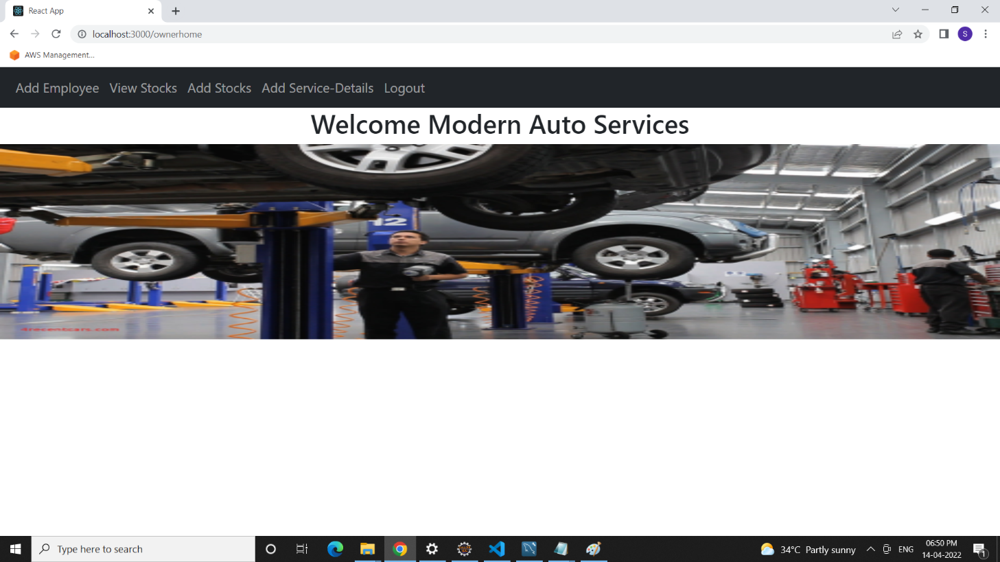 React App
localhost:3000/ownerhome
S
AWS Management...
Add Employee View Stocks Add Stocks Add Service-Details Logout
Welcome Modern Auto Services
12
4recentcars.com
Type here to search
34°C Partly sunny
ENG
06:50 PM
14-04-2022
1